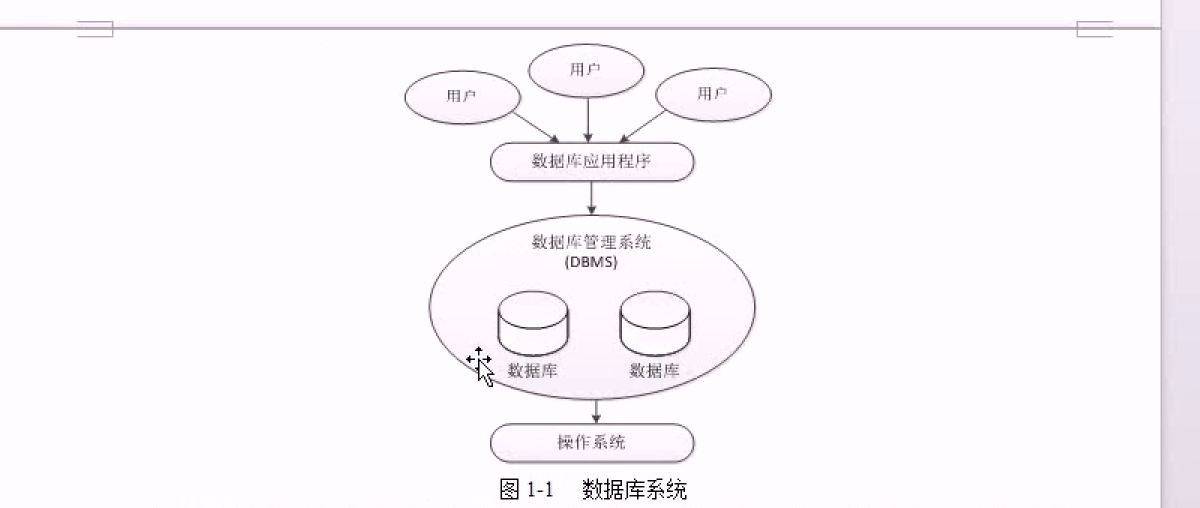 用户
用户
用户
数据库应用程序
数据库管理系统
(DBMS)
数据库
数据库
操作系统
图 1-1 数据库系统